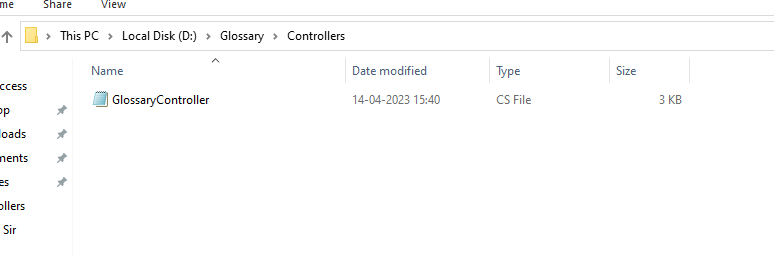 me Share View
This PC > Local Disk (D:) > Glossary > Controllers
Name Date modified Type Size
GlossaryController 14-04-2023 15:40 CS File 3 KB
ccess
op
loads
ments
es
ollers
Sir